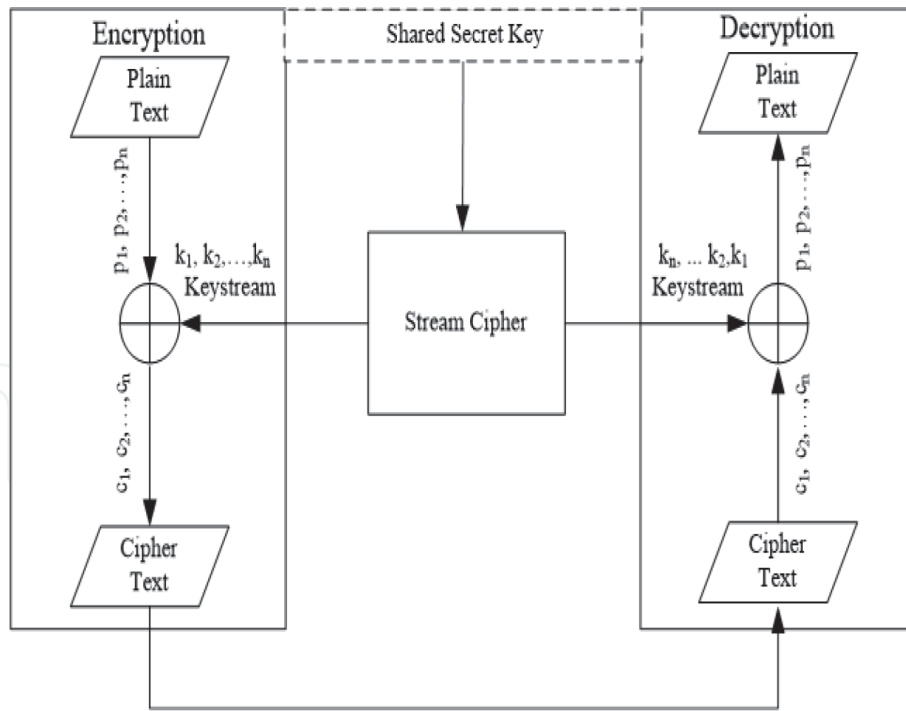 Encryption
Plain
Text
p₁, p₂,…,pₙ
k₁, k₂,…,kₙ
Keystream
c₁, c₂,…,cₙ
Cipher
Text
Shared Secret Key
Stream Cipher
Decryption
Plain
Text
p₁, p₂,…,pₙ
kₙ, ... k₂,k₁
Keystream
c₁, c₂,…,cₙ
Cipher
Text